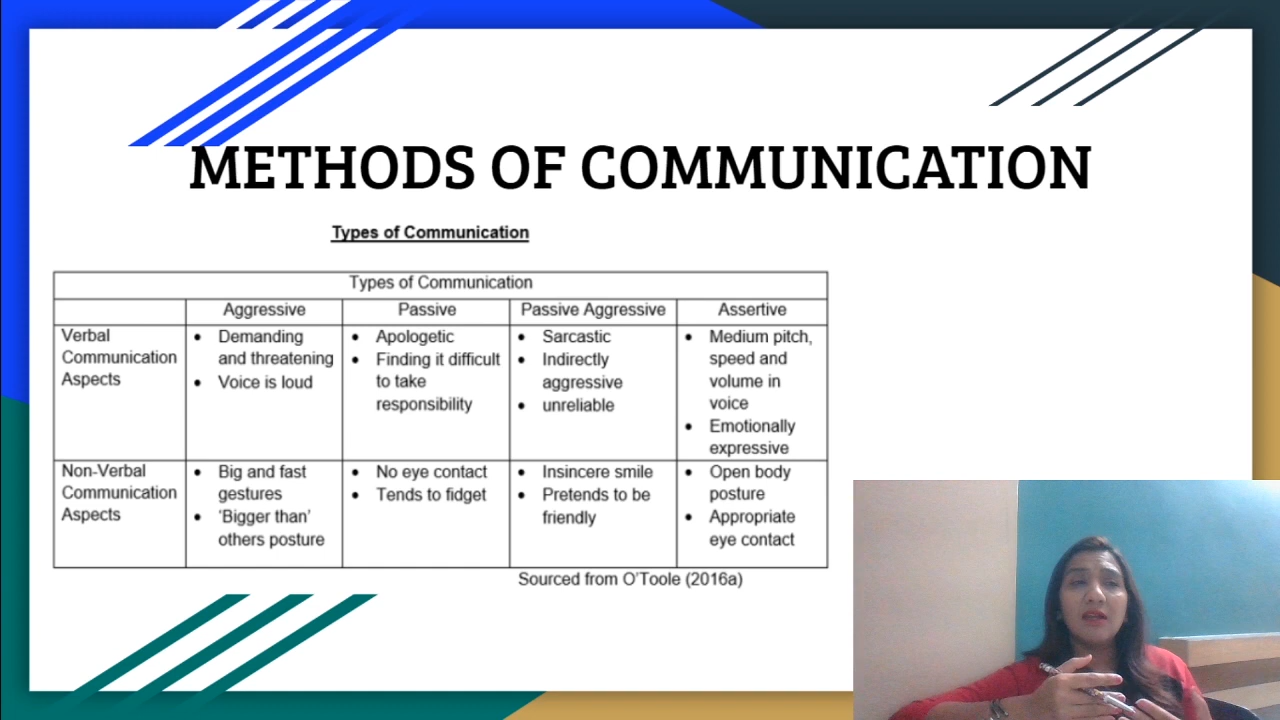 METHODS OF COMMUNICATION
Types of Communication
Types of Communication
Aggressive Passive Passive Aggressive Assertive
Verbal
Communication
Aspects
• Demanding
and threatening
• Voice is loud
• Apologetic
• Finding it difficult
to take
responsibility
• Sarcastic
• Indirectly
aggressive
• unreliable
• Medium pitch,
speed and
volume in
voice
• Emotionally
expressive
Non-Verbal
Communication
Aspects
• Big and fast
gestures
• ‘Bigger than’
others posture
• No eye contact
• Tends to fidget
• Insincere smile
• Pretends to be
friendly
• Open body
posture
• Appropriate
eye contact
Sourced from O’Toole (2016a)